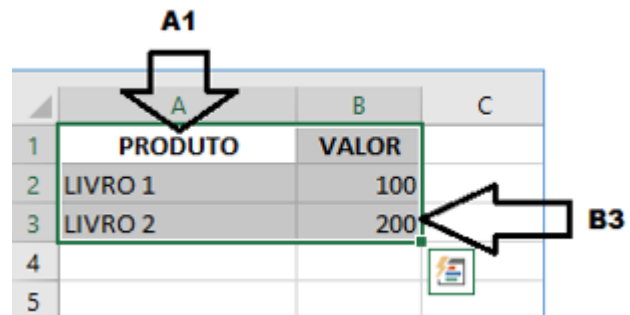 A1
A B C
1 PRODUTO VALOR
2 LIVRO 1 100
3 LIVRO 2 200
B3
4
5